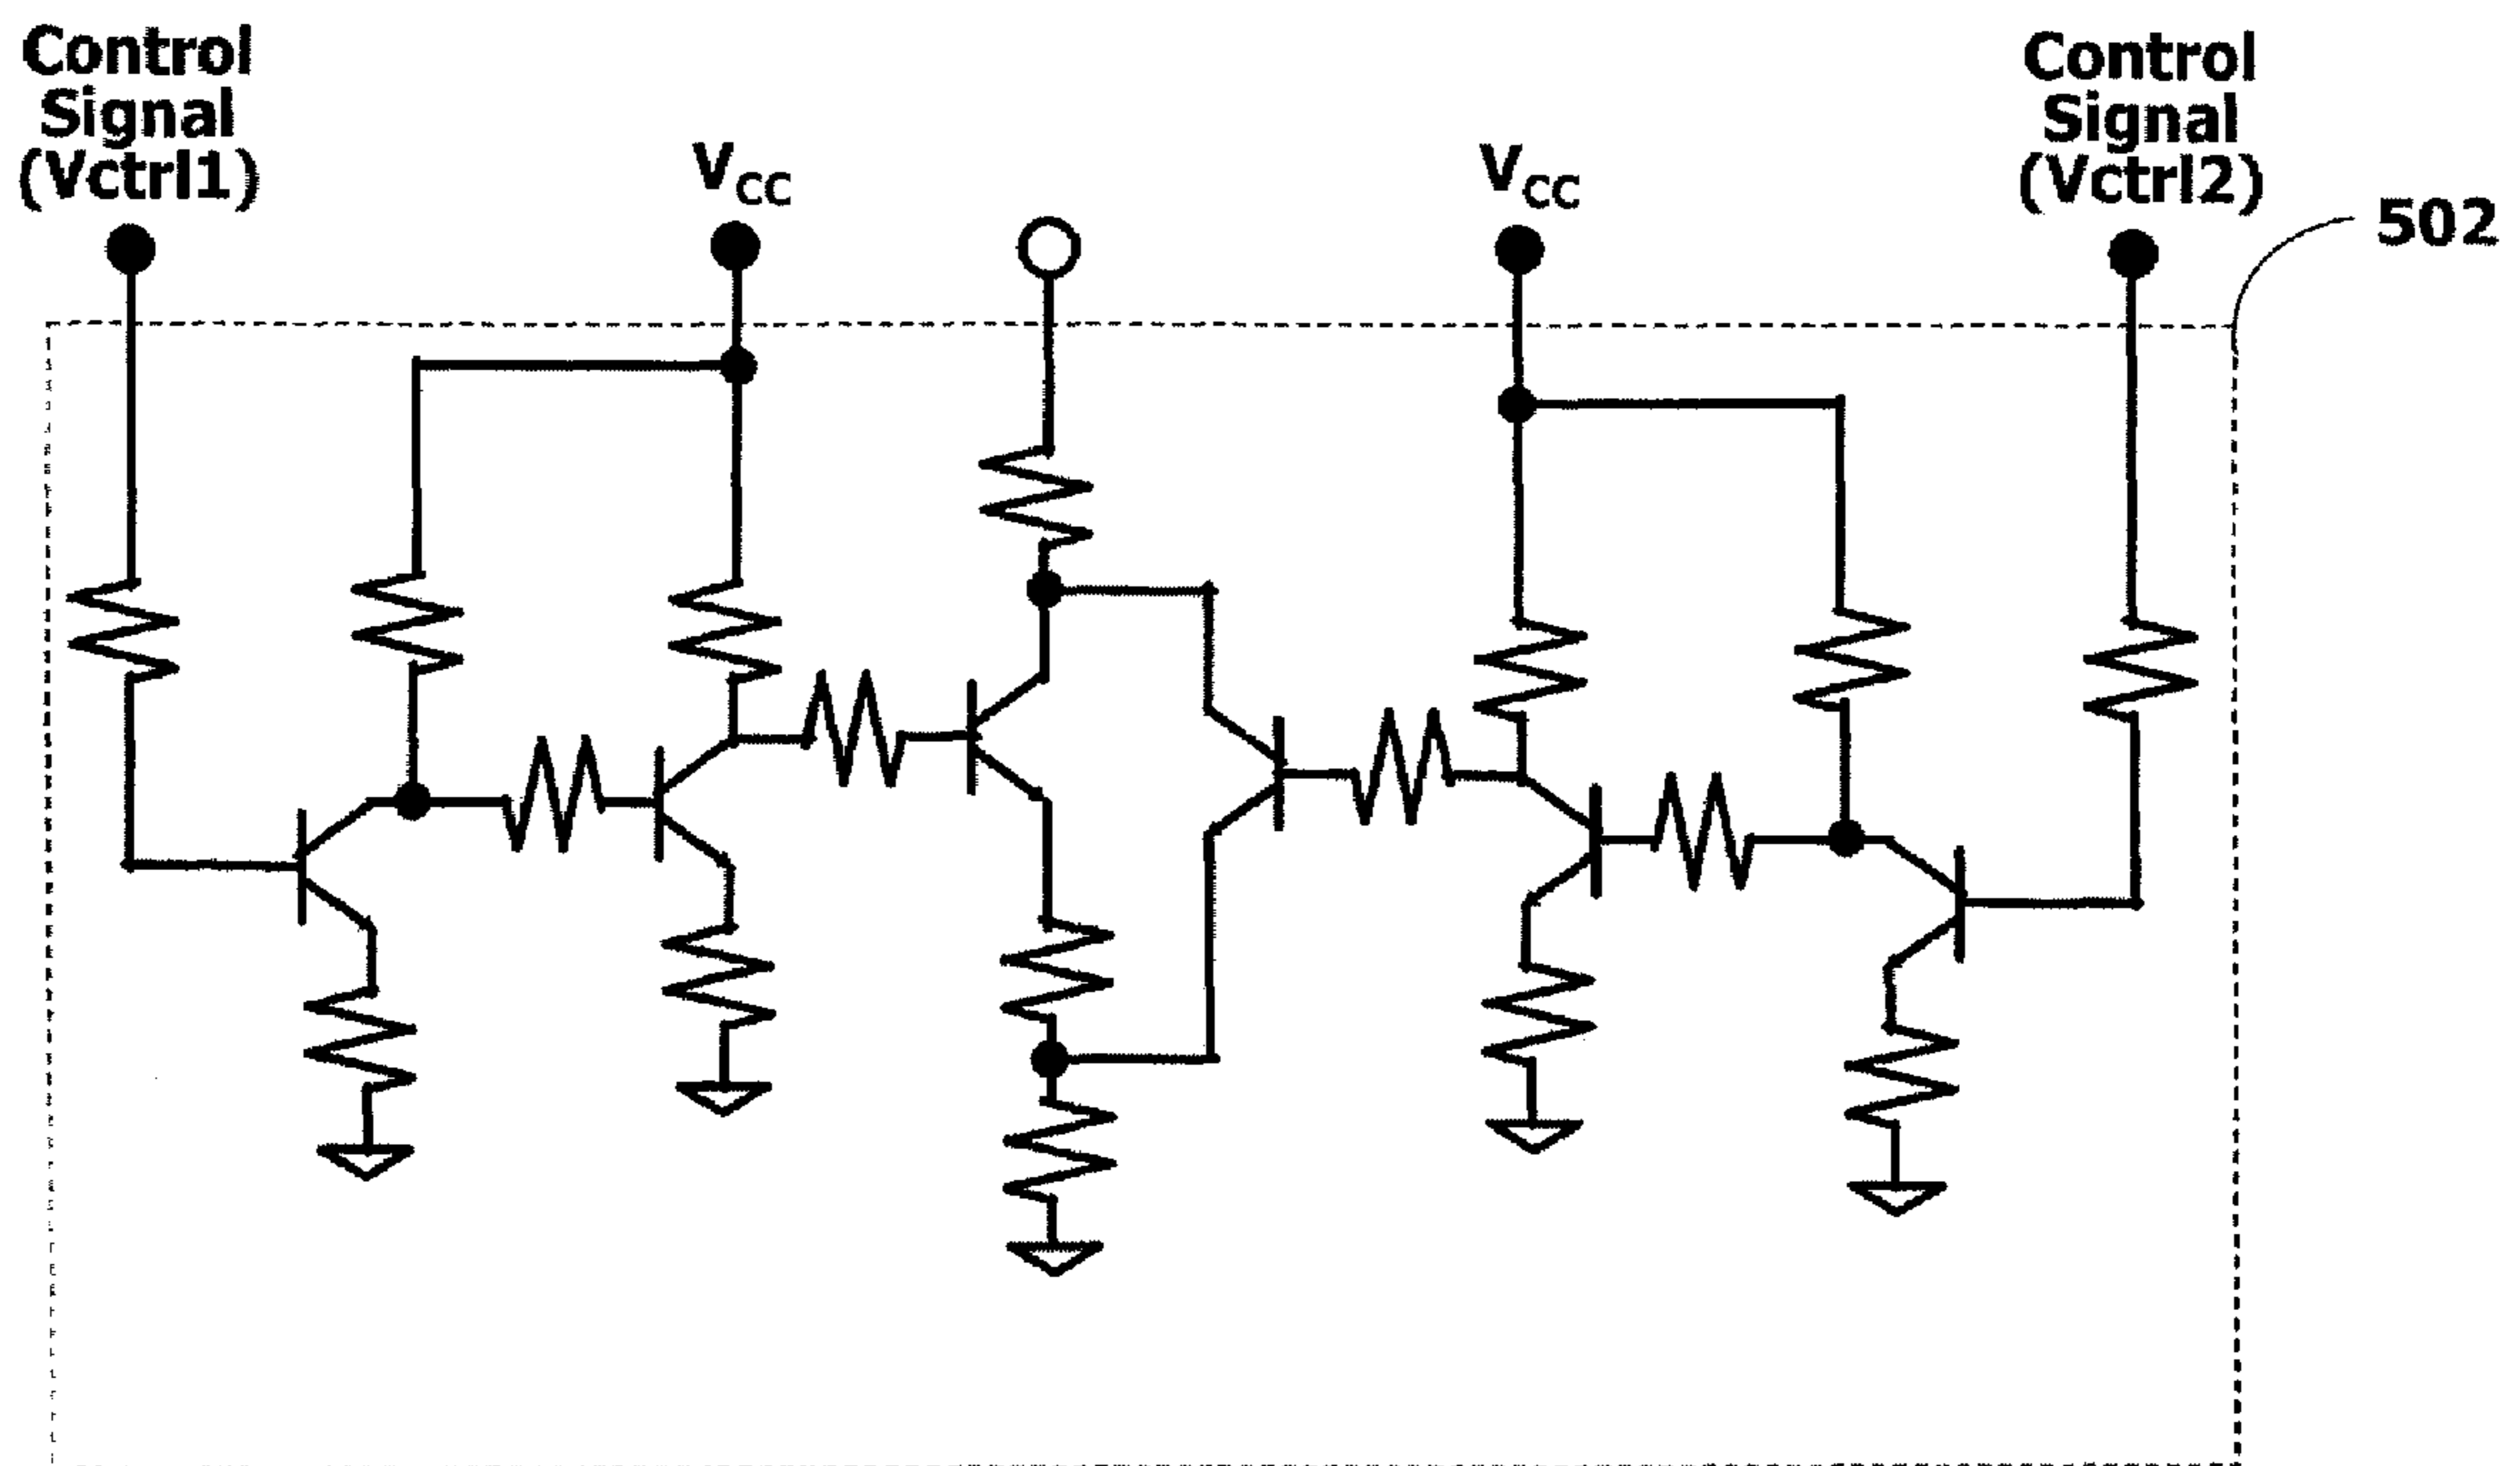 Control
Signal
(Vctrl1)
VCC
VCC
Control
Signal
(Vctrl2)
502